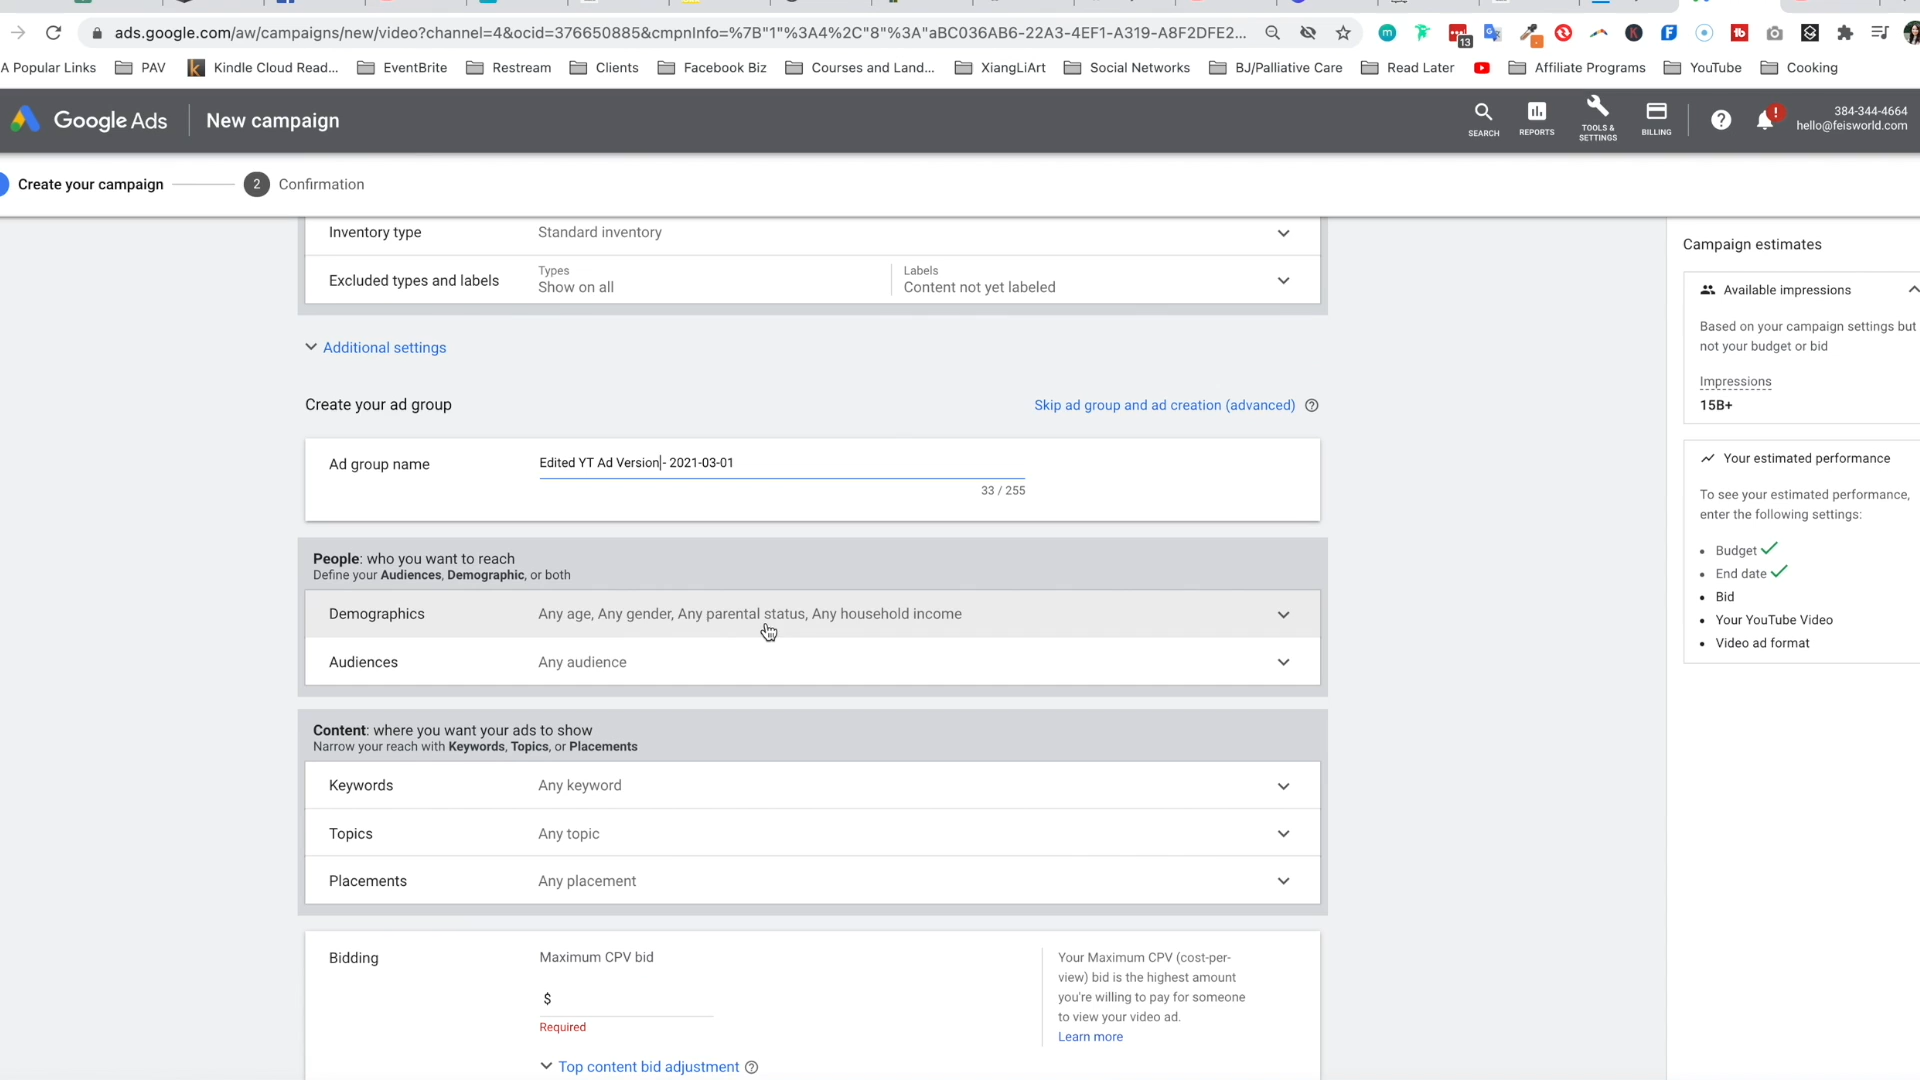 ads.google.com/aw/campaigns/new/video?channel=4&ocid=376650885&cmpnInfo=%7B"1"%3A4%2C"8"%3A"aBC036AB6-22A3-4EF1-A319-A8F2DFE2...
13
A Popular Links PAV Kindle Cloud Read... EventBrite Restream Clients Facebook Biz Courses and Land... XiangLiArt Social Networks BJ/Palliative Care Read Later Affiliate Programs YouTube Cooking
Google Ads New campaign
SEARCH
REPORTS
TOOLS &
SETTINGS
BILLING
384-344-4664
hello@feisworld.com
Create your campaign 2 Confirmation
Inventory type Standard inventory
Excluded types and labels
Types
Show on all
Labels
Content not yet labeled
Additional settings
Create your ad group Skip ad group and ad creation (advanced)
Ad group name Edited YT Ad Version- 2021-03-01
33 / 255
People: who you want to reach
Define your Audiences, Demographic, or both
Demographics Any age, Any gender, Any parental status, Any household income
Audiences Any audience
Content: where you want your ads to show
Narrow your reach with Keywords, Topics, or Placements
Keywords Any keyword
Topics Any topic
Placements Any placement
Bidding Maximum CPV bid
$
Required
Top content bid adjustment
Your Maximum CPV (cost-per-
view) bid is the highest amount
you're willing to pay for someone
to view your video ad.
Learn more
Campaign estimates
Available impressions
Based on your campaign settings but
not your budget or bid
Impressions
15B+
Your estimated performance
To see your estimated performance,
enter the following settings:
• Budget
• End date
• Bid
• Your YouTube Video
• Video ad format